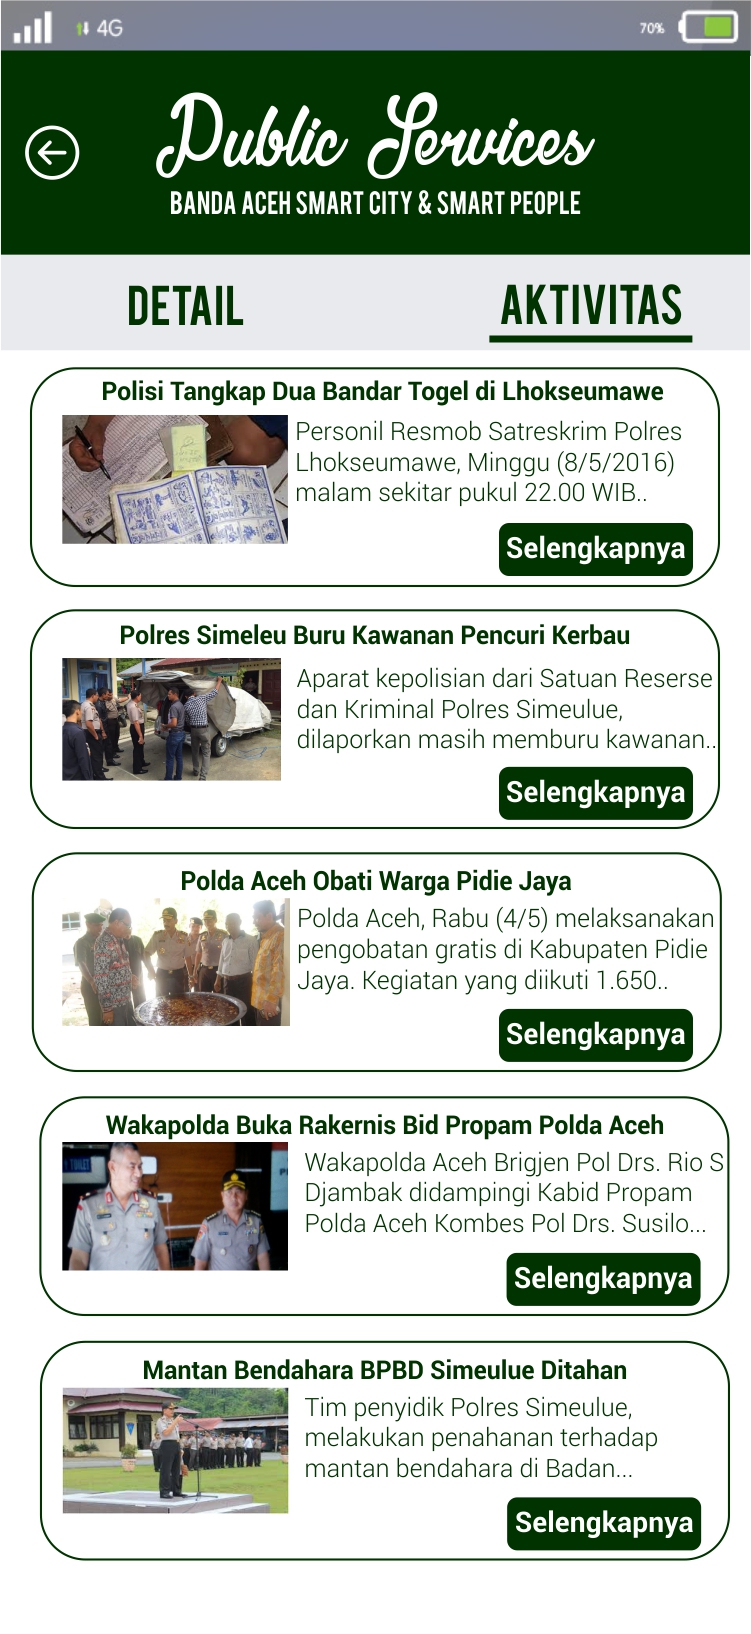 4G
70%
Public Services
BANDA ACEH SMART CITY & SMART PEOPLE
DETAIL
AKTIVITAS
Polisi Tangkap Dua Bandar Togel di Lhokseumawe
Personil Resmob Satreskrim Polres
Lhokseumawe, Minggu (8/5/2016)
malam sekitar pukul 22.00 WIB..
Selengkapnya
Polres Simeleu Buru Kawanan Pencuri Kerbau
Aparat kepolisian dari Satuan Reserse
dan Kriminal Polres Simeulue,
dilaporkan masih memburu kawanan..
Selengkapnya
Polda Aceh Obati Warga Pidie Jaya
Polda Aceh, Rabu (4/5) melaksanakan
pengobatan gratis di Kabupaten Pidie
Jaya. Kegiatan yang diikuti 1.650..
Selengkapnya
Wakapolda Buka Rakernis Bid Propam Polda Aceh
Wakapolda Aceh Brigjen Pol Drs. Rio S
Djambak didampingi Kabid Propam
Polda Aceh Kombes Pol Drs. Susilo...
Selengkapnya
Mantan Bendahara BPBD Simeulue Ditahan
Tim penyidik Polres Simeulue,
melakukan penahanan terhadap
mantan bendahara di Badan...
Selengkapnya